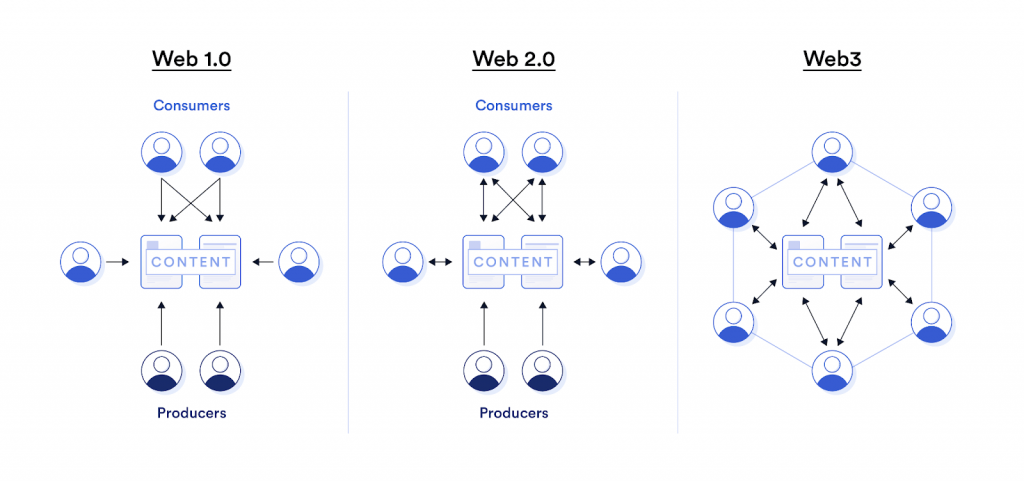 Web 1.0
Consumers
CONTENT
Producers
Web 2.0
Consumers
CONTENT
Producers
Web3
CONTENT